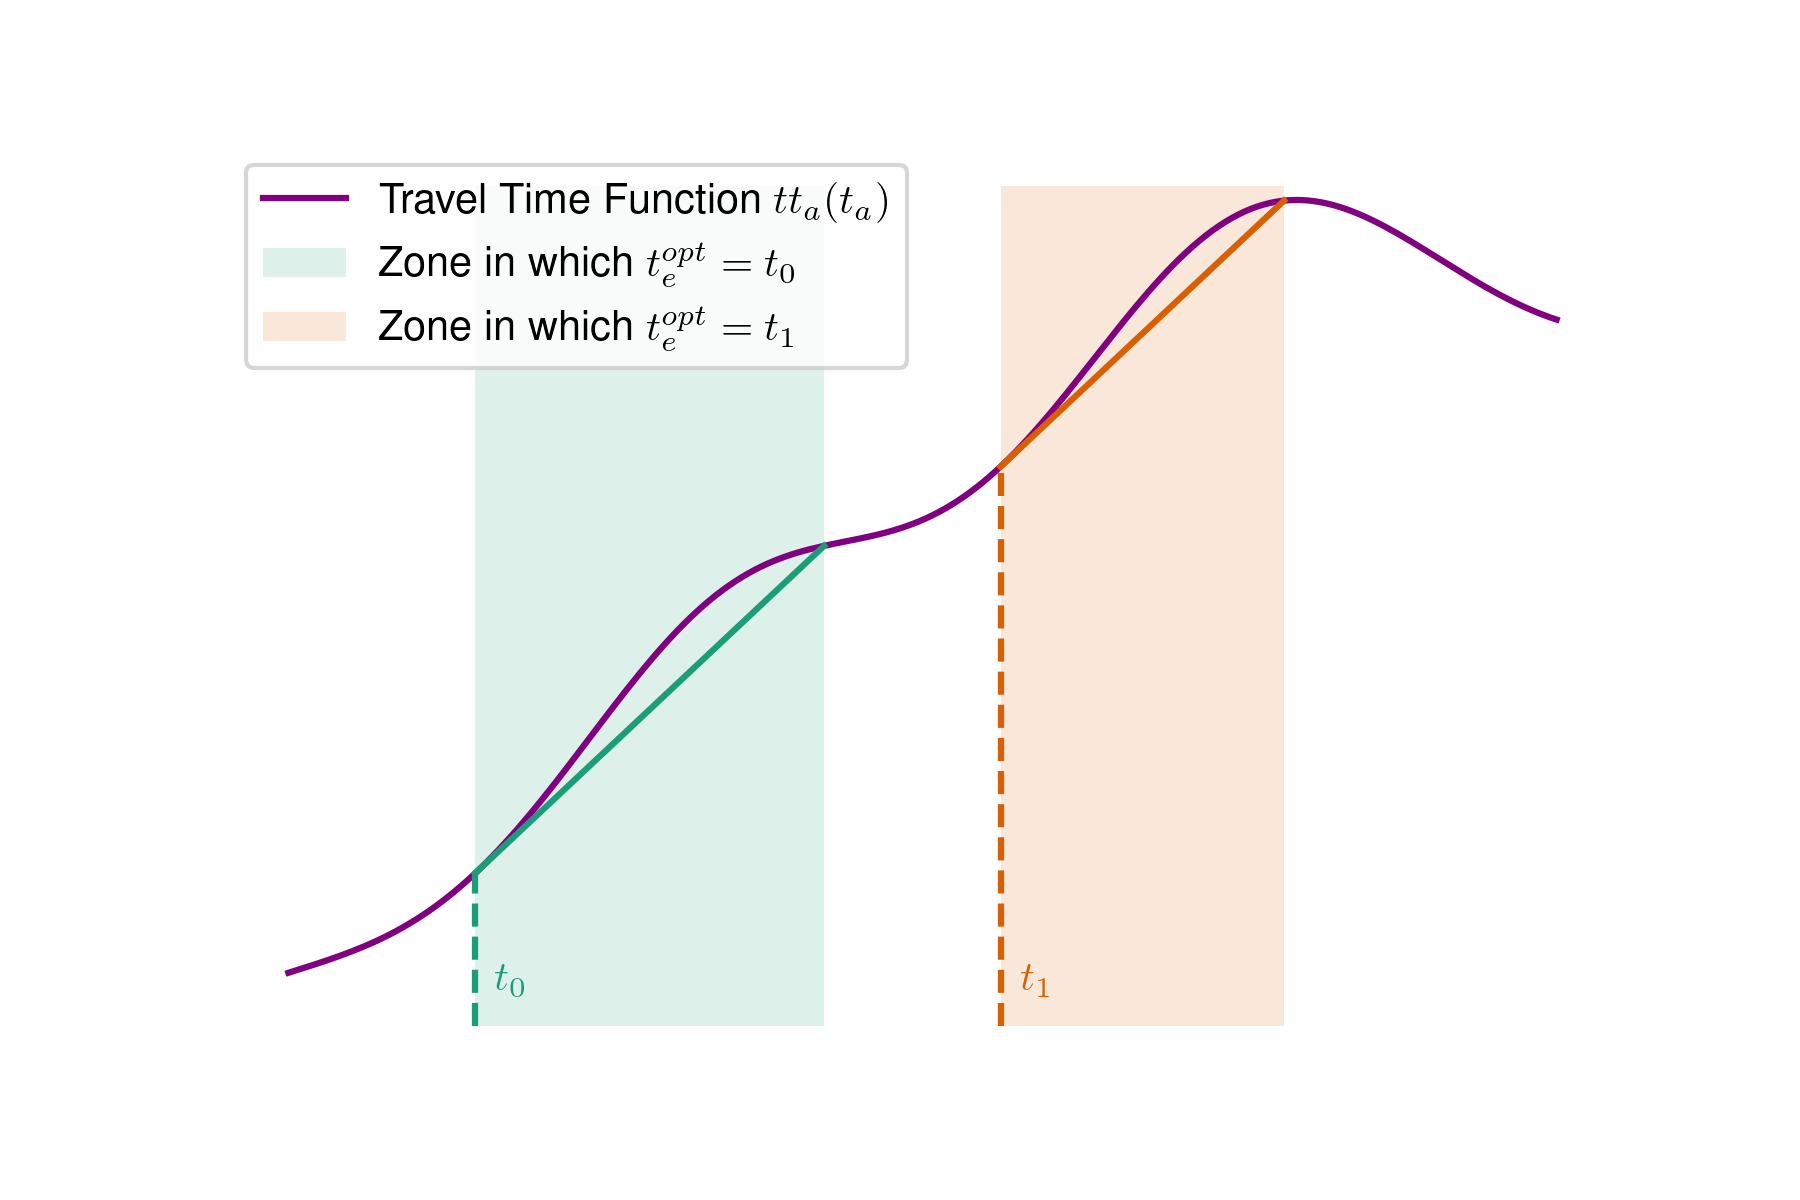 Travel Time Function $tt_a(t_a)$
Zone in which $t_e^{opt} = t_0$
Zone in which $t_e^{opt} = t_1$
$t_0$
$t_1$